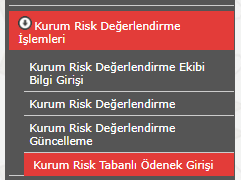 Kurum Risk Değerlendirme
İşlemleri
Kurum Risk Değerlendirme Ekibi
Bilgi Girişi
Kurum Risk Değerlendirme
Kurum Risk Değerlendirme
Güncelleme
Kurum Risk Tabanlı Ödenek Girişi